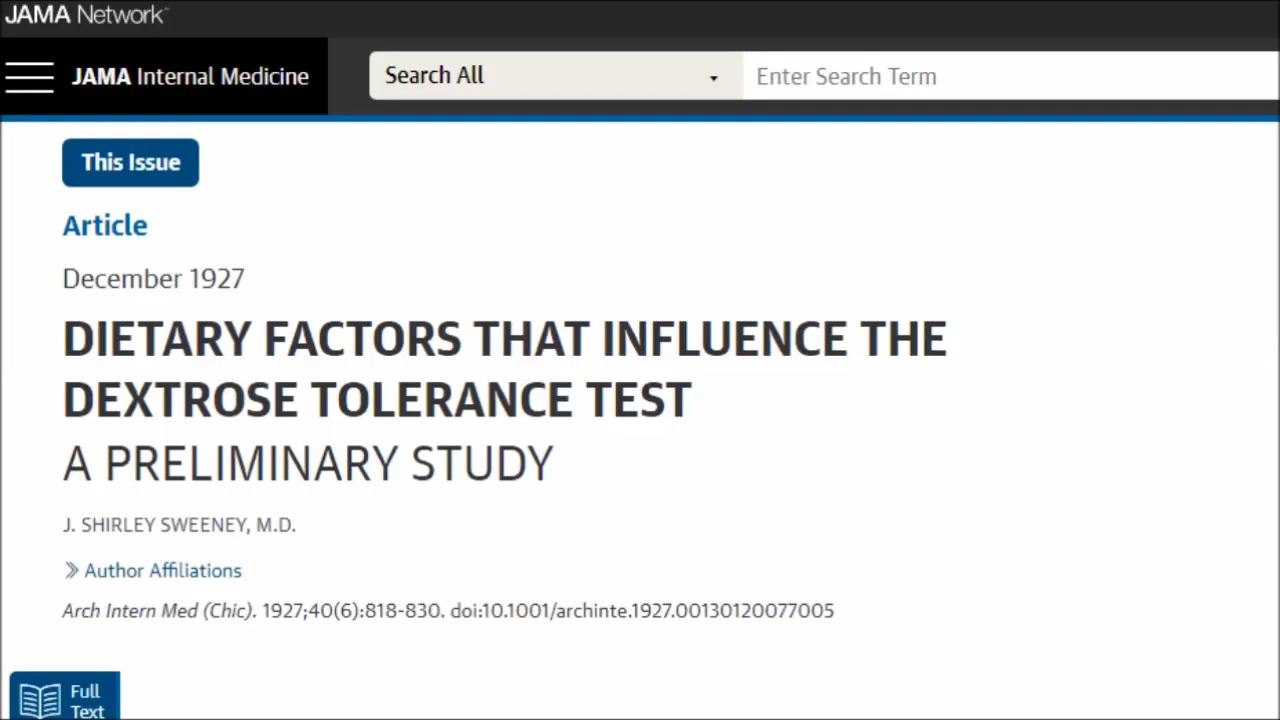 JAMA Network
JAMA Internal Medicine
Search All
Enter Search Term
This Issue
Article
December 1927
DIETARY FACTORS THAT INFLUENCE THE
DEXTROSE TOLERANCE TEST
A PRELIMINARY STUDY
J. SHIRLEY SWEENEY, M.D.
Author Affiliations
Arch Intern Med (Chic). 1927;40(6):818-830. doi:10.1001/archinte.1927.00130120077005
Full
Text